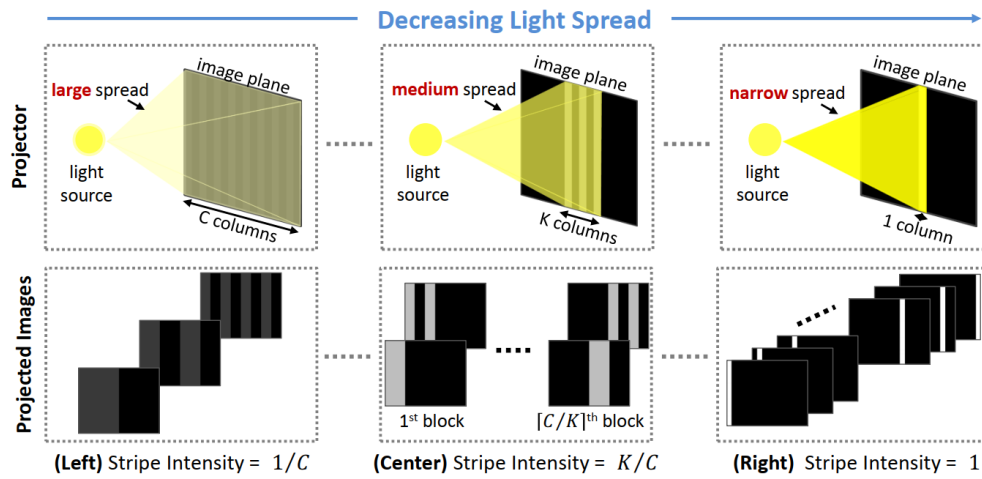 Decreasing Light Spread
Projector
image plane
large spread
light
source
C columns
image plane
medium spread
light
source
K columns
image plane
narrow spread
light
source
1 column
Projected Images
1st block
⌈C/K⌉th block
(Left) Stripe Intensity = 1/C
(Center) Stripe Intensity = K/C
(Right) Stripe Intensity = 1